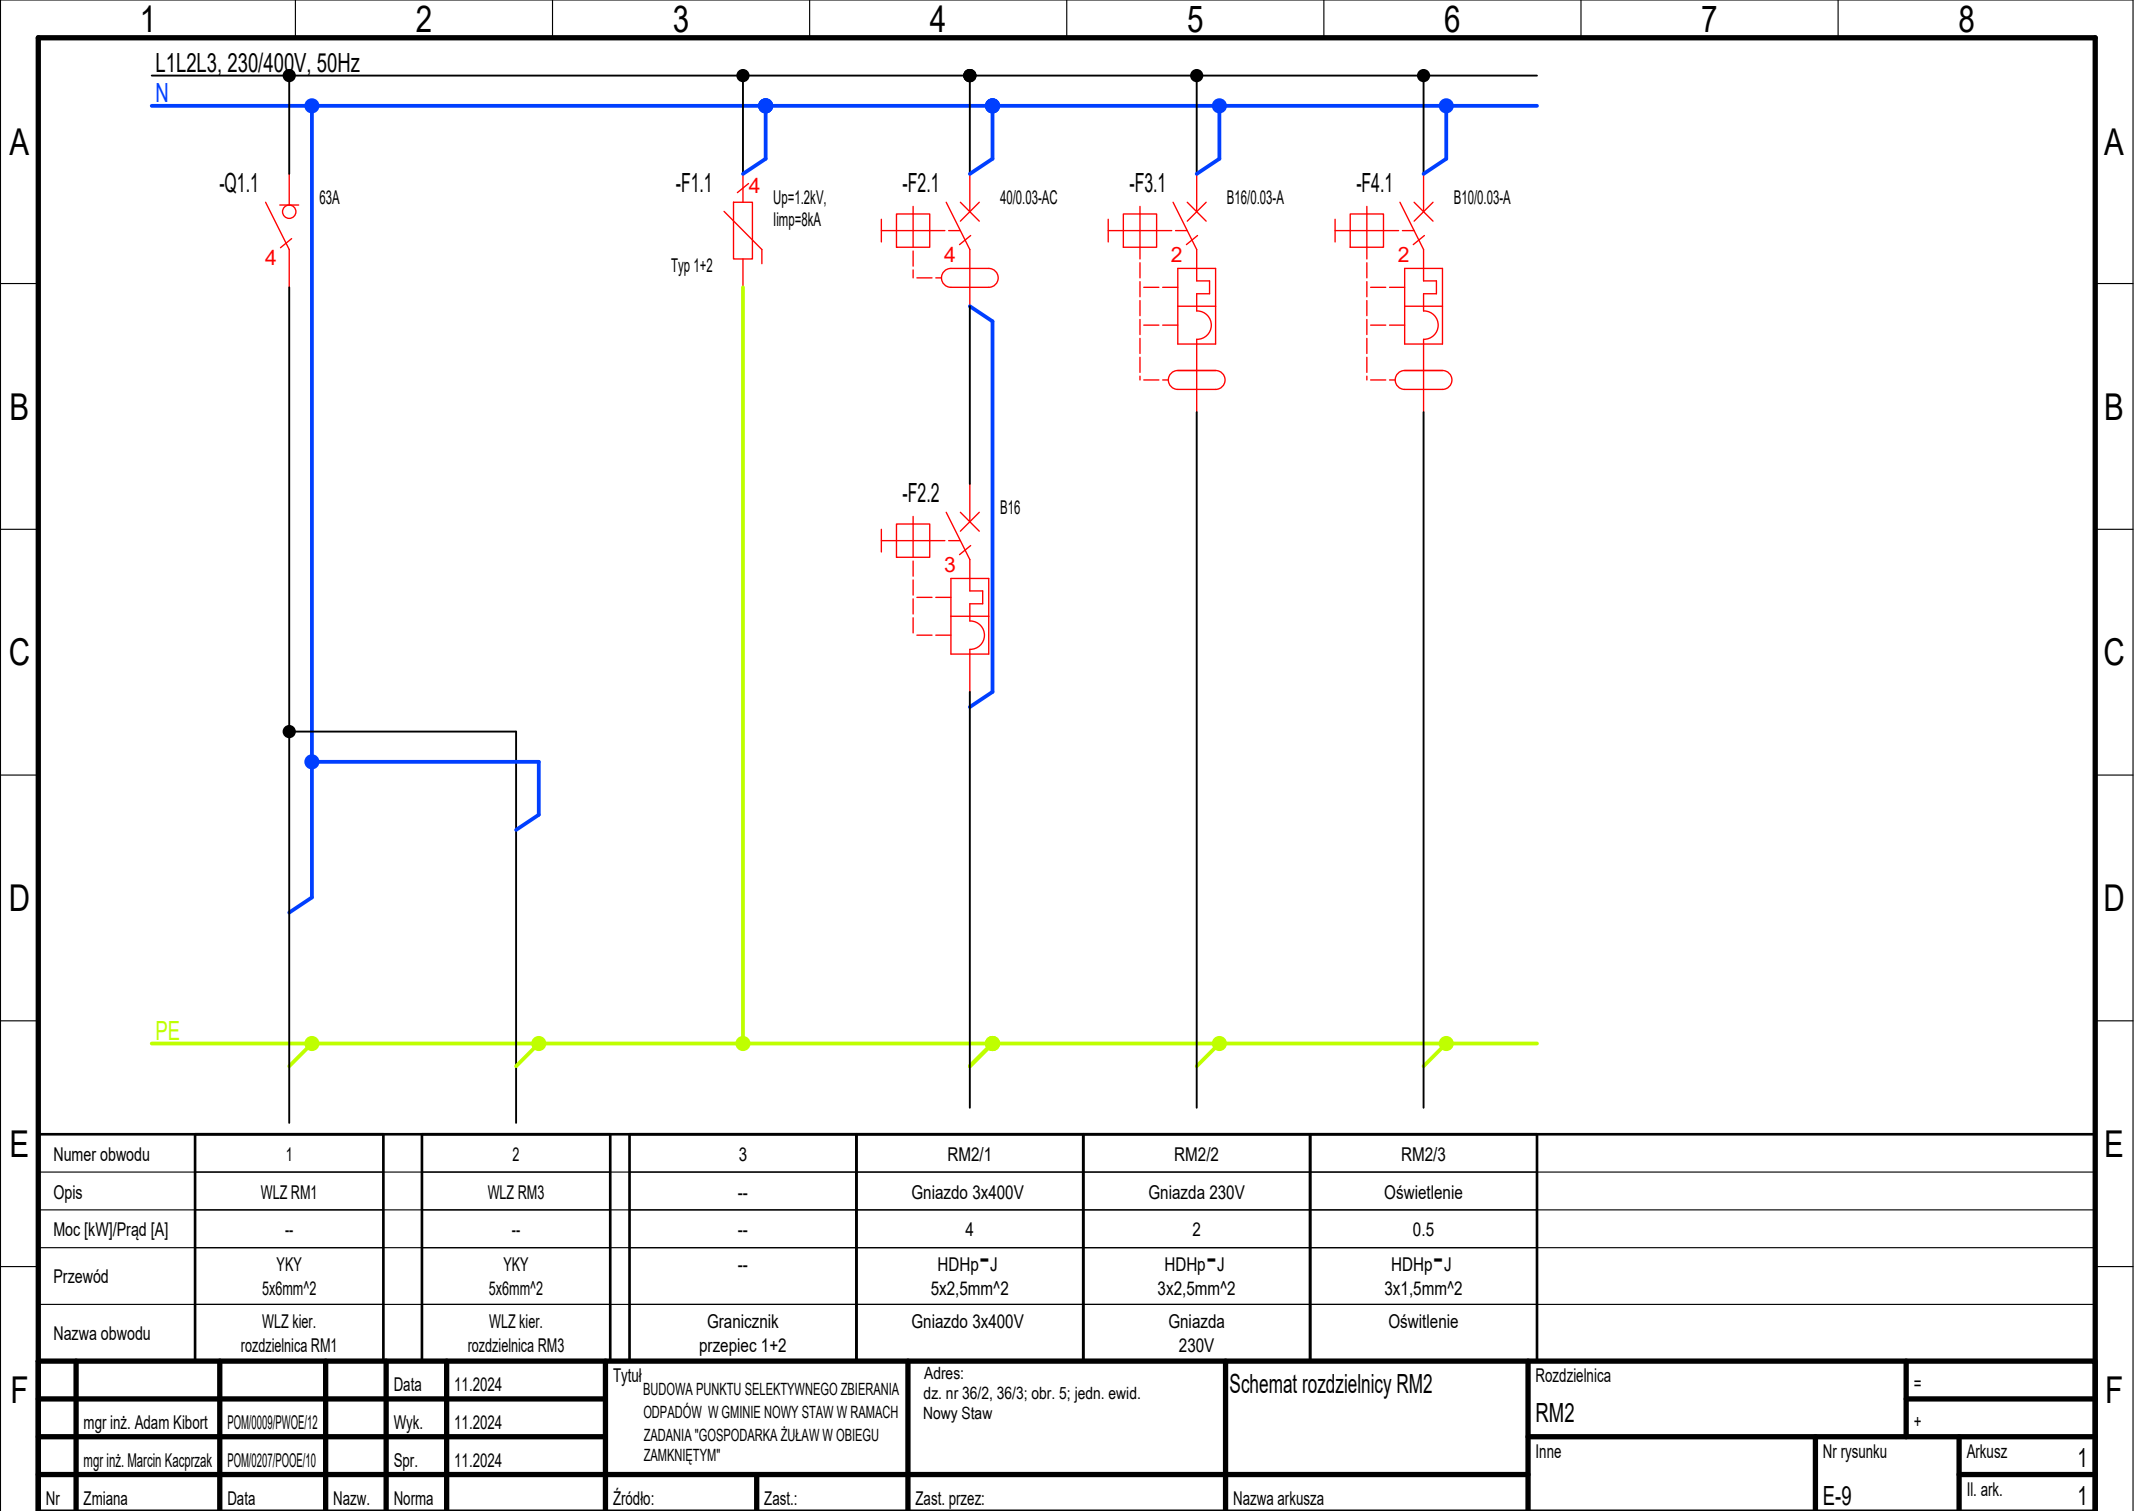 1 2 3 4 5 6 7 8
L1L2L3, 230/400V, 50Hz
N
A A
-Q1.1 63A
4
-F1.1 4 Up=1.2kV,
Iimp=8kA
Typ 1+2
-F2.1 40/0.03-AC
4
-F3.1 B16/0.03-A
2
-F4.1 B10/0.03-A
2
B B
-F2.2 B16
3
C C
D D
PE
E E
Numer obwodu 1 2 3 RM2/1 RM2/2 RM2/3
Opis WLZ RM1 WLZ RM3 -- Gniazdo 3x400V Gniazda 230V Oświetlenie
Moc [kW]/Prąd [A] -- -- -- 4 2 0.5
Przewód YKY YKY -- HDHp-J HDHp-J HDHp-J
5x6mm^2 5x6mm^2 5x2,5mm^2 3x2,5mm^2 3x1,5mm^2
Nazwa obwodu WLZ kier. WLZ kier. Granicznik Gniazdo 3x400V Gniazda Oświtlenie
rozdzielnica RM1 rozdzielnica RM3 przepiec 1+2 230V
F F
Data 11.2024
mgr inż. Adam Kibort POM/0009/PWOE/12 Wyk. 11.2024
mgr inż. Marcin Kacprzak POM/0207/POOE/10 Spr. 11.2024
Nr Zmiana Data Nazw. Norma
Tytuł
BUDOWA PUNKTU SELEKTYWNEGO ZBIERANIA
ODPADÓW W GMINIE NOWY STAW W RAMACH
ZADANIA "GOSPODARKA ŻUŁAW W OBIEGU
ZAMKNIĘTYM"
Źródło: Zast.:
Adres:
dz. nr 36/2, 36/3; obr. 5; jedn. ewid.
Nowy Staw
Zast. przez:
Schemat rozdzielnicy RM2
Nazwa arkusza
Rozdzielnica
RM2
=
+
Inne
Nr rysunku
E-9
Arkusz 1
Il. ark. 1